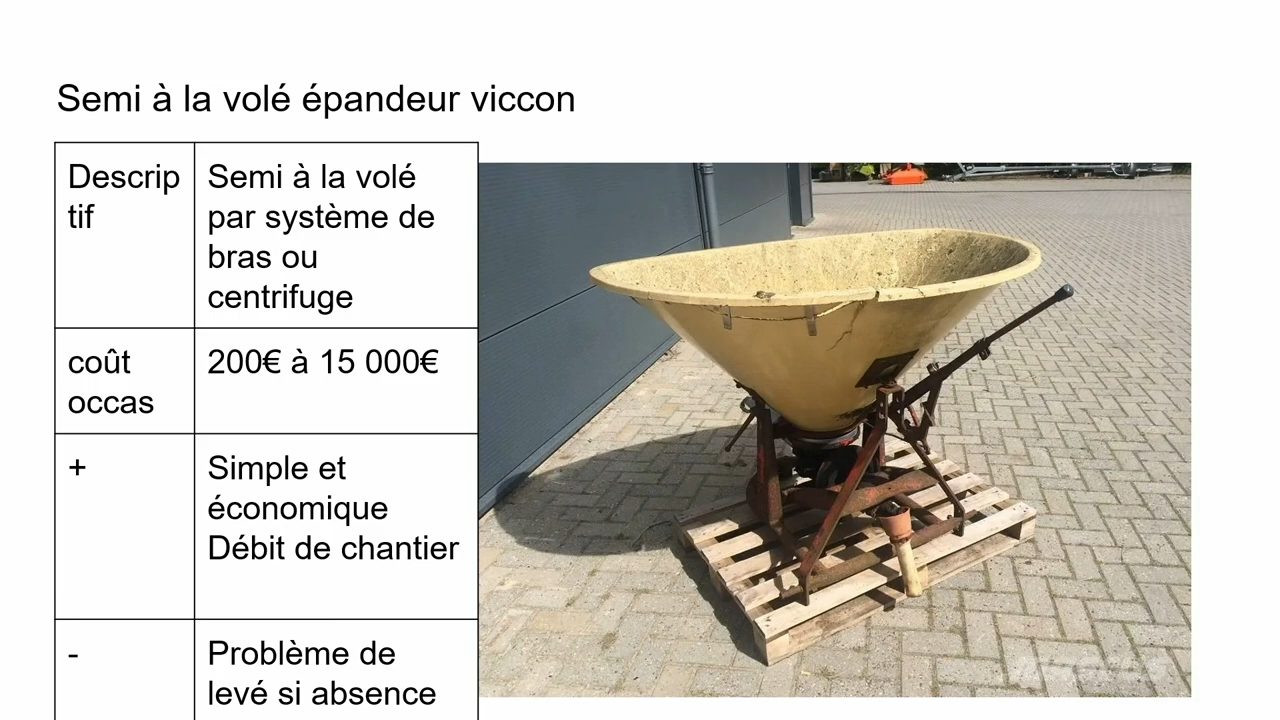 Semi à la volé épandeur viccon
Descrip
tif
Semi à la volé
par système de
bras ou
centrifuge
coût
occas
200€ à 15 000€
+
Simple et
économique
Débit de chantier
-
Problème de
levé si absence